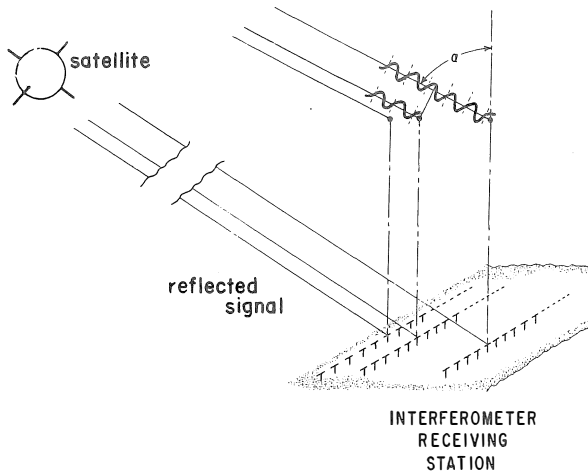 satellite
α
reflected
signal
INTERFEROMETER
RECEIVING
STATION